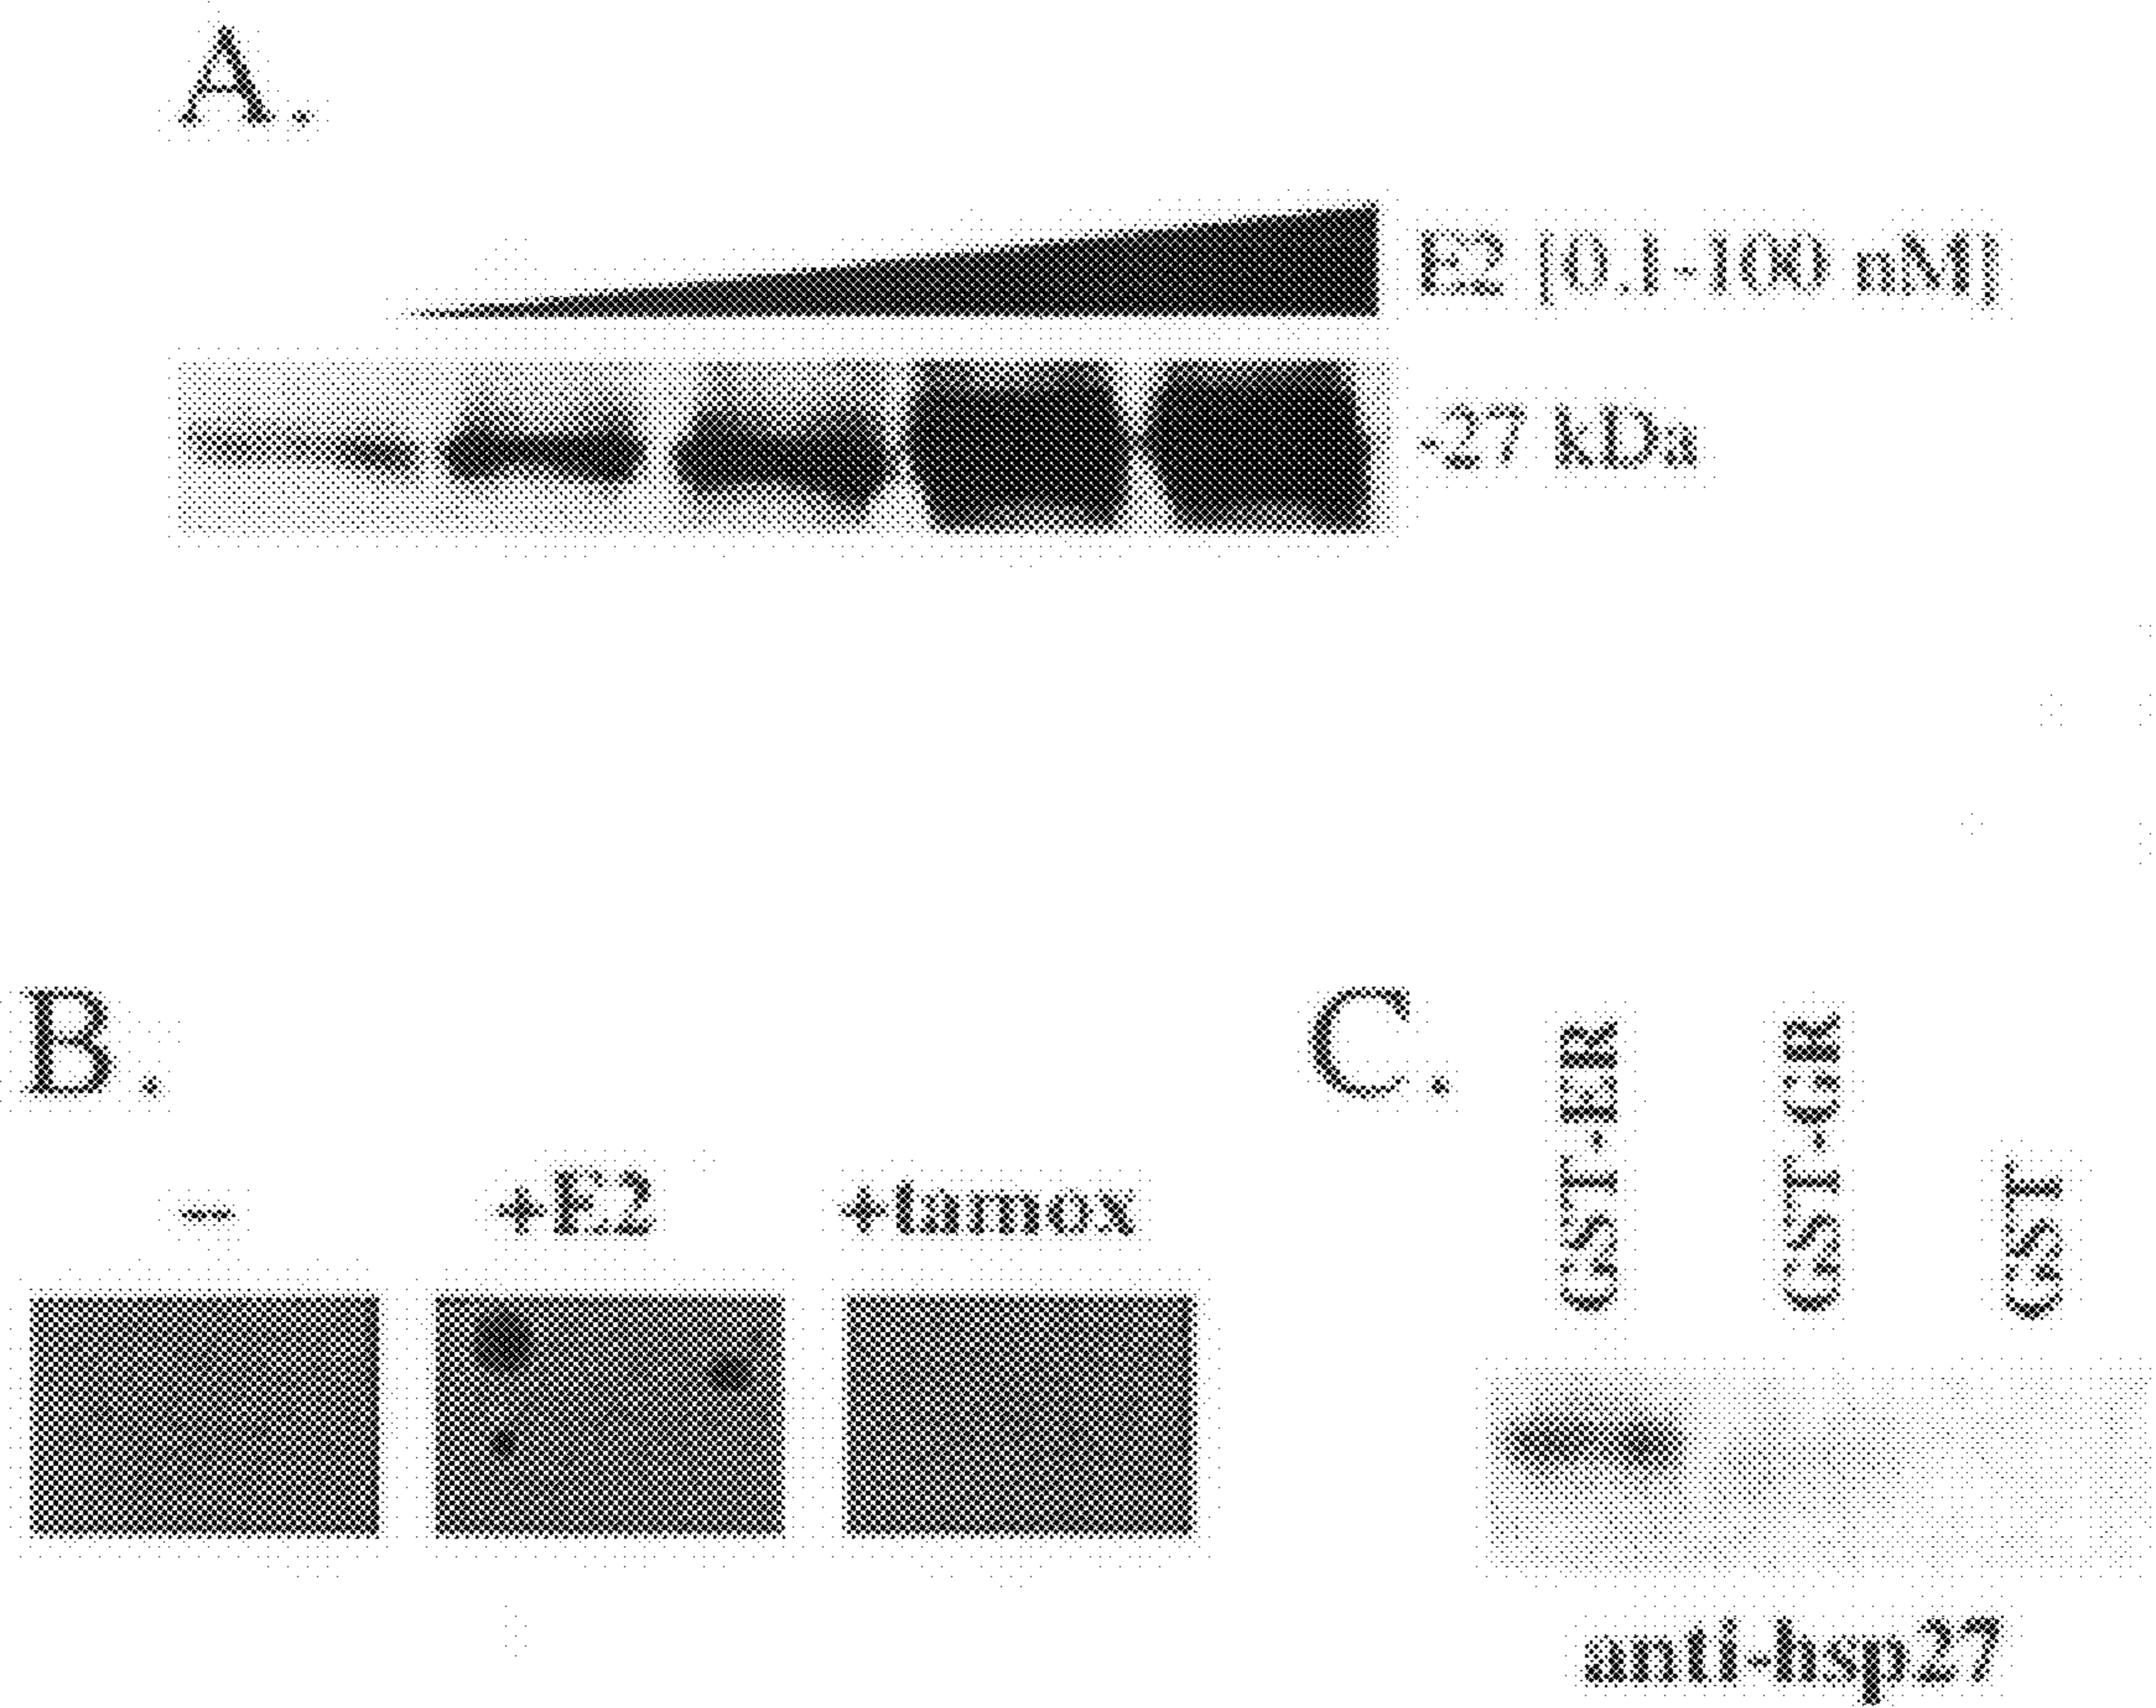 A.
E2 [0.1-100 nM]
-27 kDa
B.
-
+E2
+tamox
C.
GST-ER
GST-GR
GST
anti-hsp27